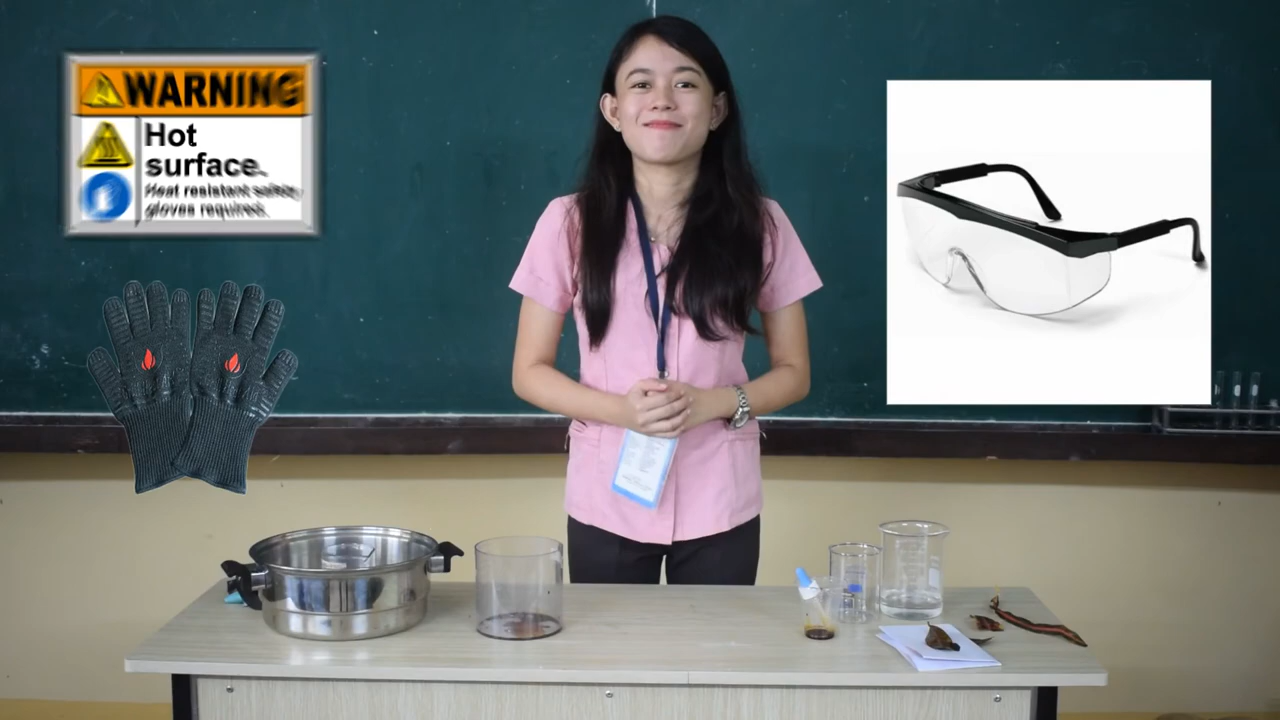 WARNING
Hot
surface.
Heat resistant safety
gloves required.